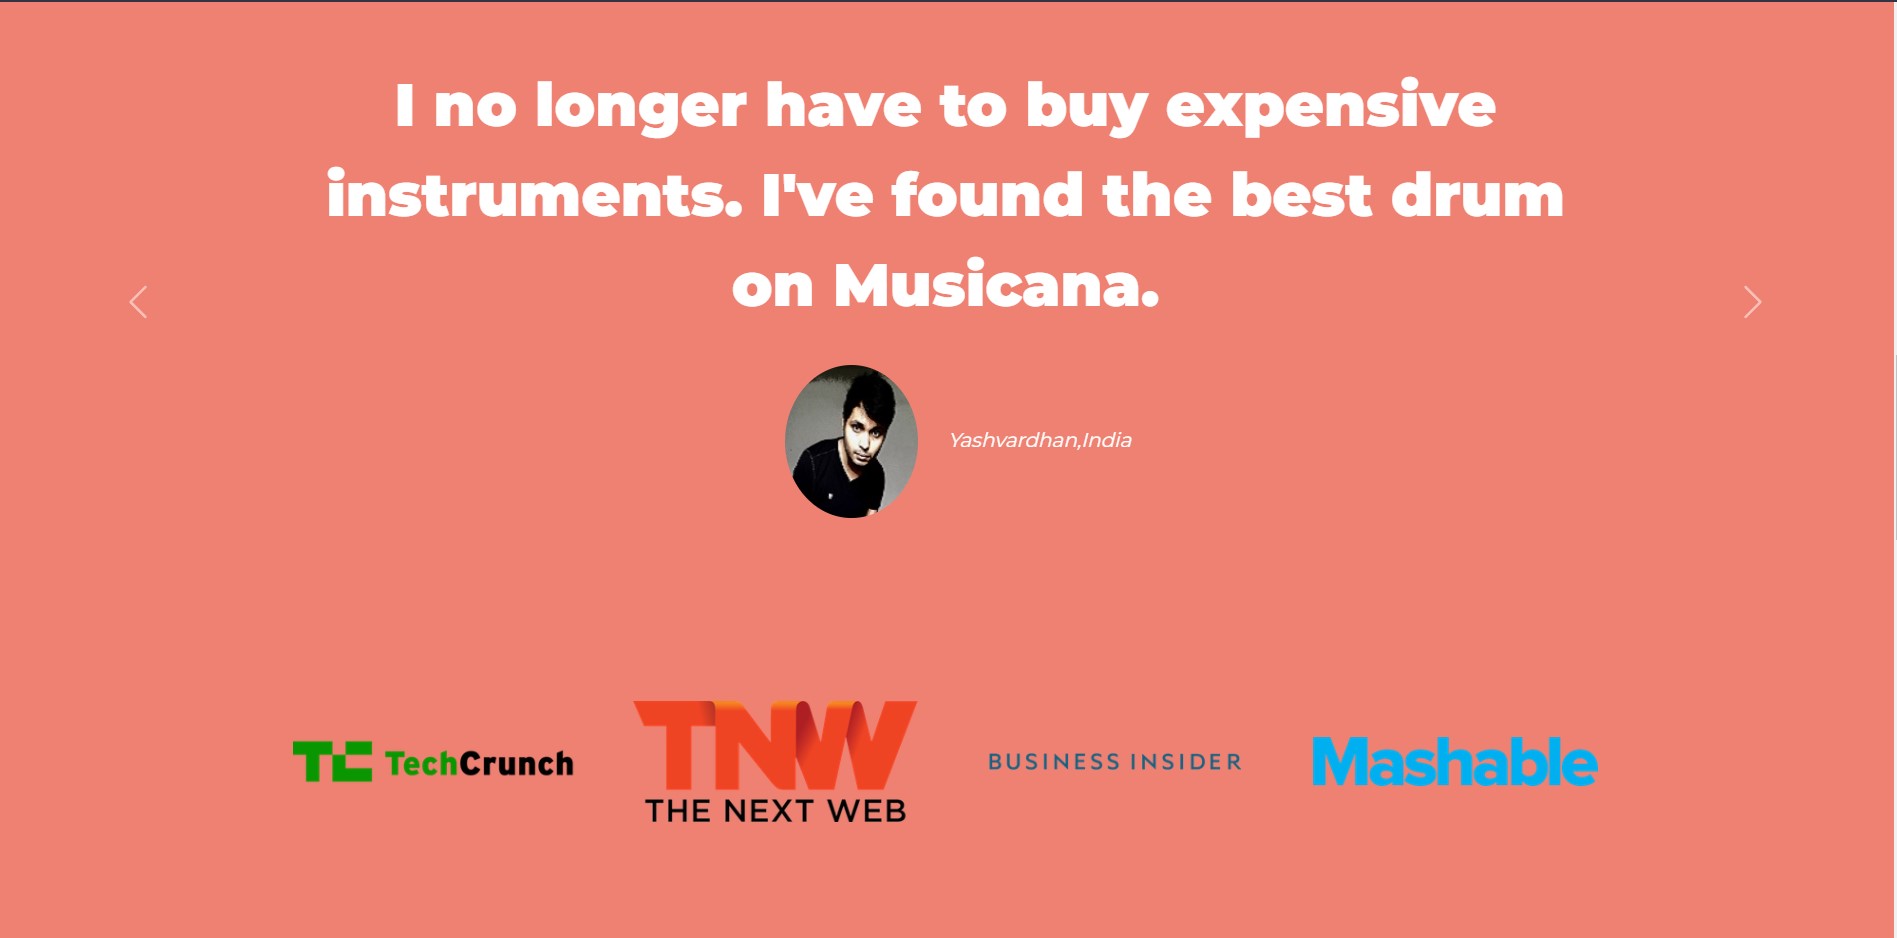 I no longer have to buy expensive
instruments. I've found the best drum
on Musicana.
Yashvardhan,India
TC TechCrunch
TNW
THE NEXT WEB
BUSINESS INSIDER
Mashable